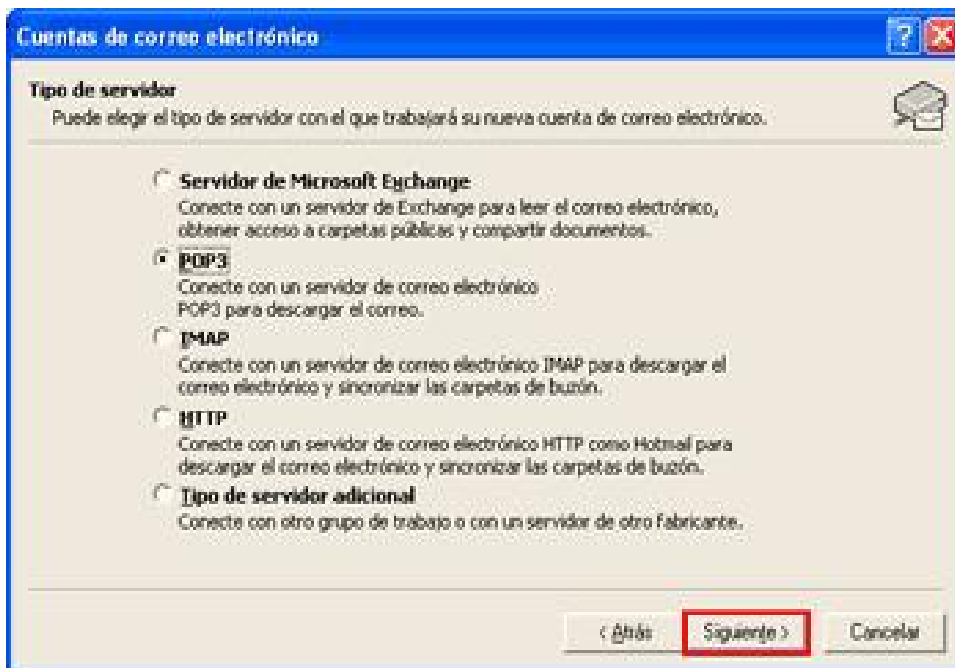 Cuentas de correo electrónico
Tipo de servidor
Puede elegir el tipo de servidor con el que trabajará su nueva cuenta de correo electrónico.
Servidor de Microsoft Exchange
Conecte con un servidor de Exchange para leer el correo electrónico,
obtener acceso a carpetas públicas y compartir documentos.
POP3
Conecte con un servidor de correo electrónico
POP3 para descargar el correo.
IMAP
Conecte con un servidor de correo electrónico IMAP para descargar el
correo electrónico y sincronizar las carpetas de buzón.
HTTP
Conecte con un servidor de correo electrónico HTTP como Hotmail para
descargar el correo electrónico y sincronizar las carpetas de buzón.
Tipo de servidor adicional
Conecte con otro grupo de trabajo o con un servidor de otro fabricante.
< Atrás Siguiente > Cancelar